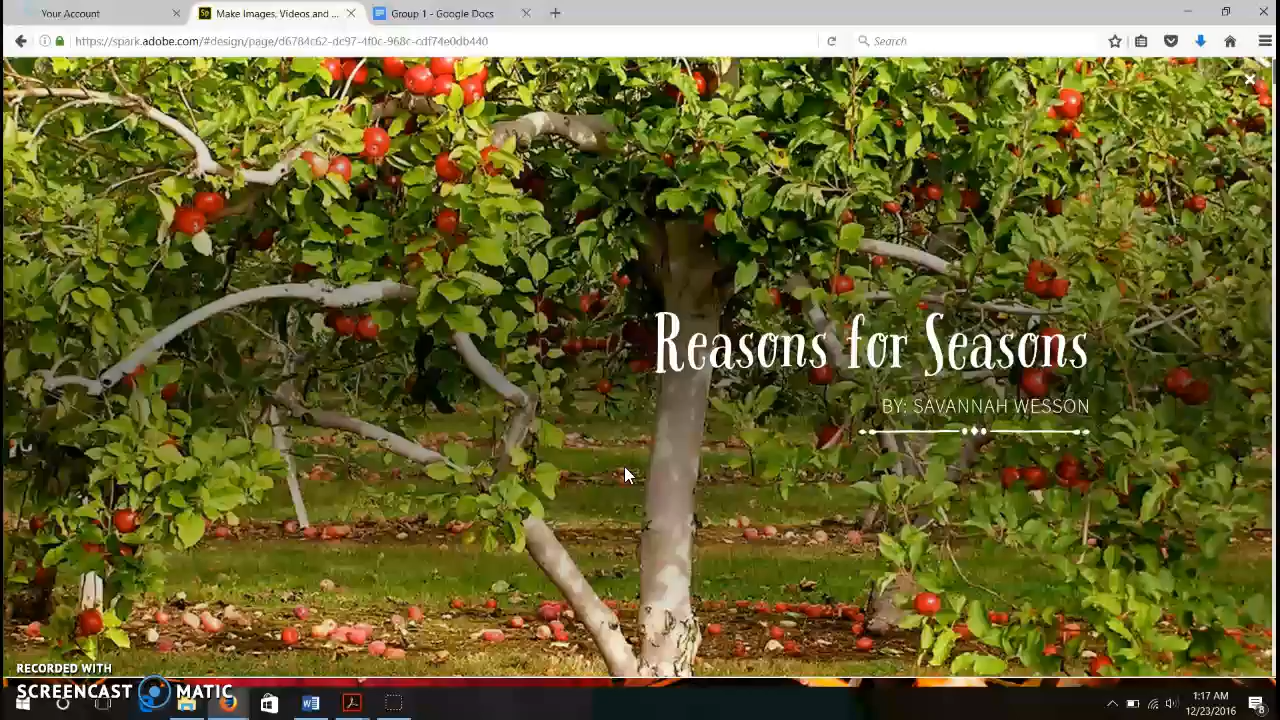 Your Account
Make Images, Videos and ...
Group 1 - Google Docs
https://spark.adobe.com/#design/page/d6784c62-dc97-4f0c-968c-cdf74e0db440
Search
Reasons for Seasons
BY: SAVANNAH WESSON
RECORDED WITH
SCREENCAST MATIC
1:17 AM
12/23/2016